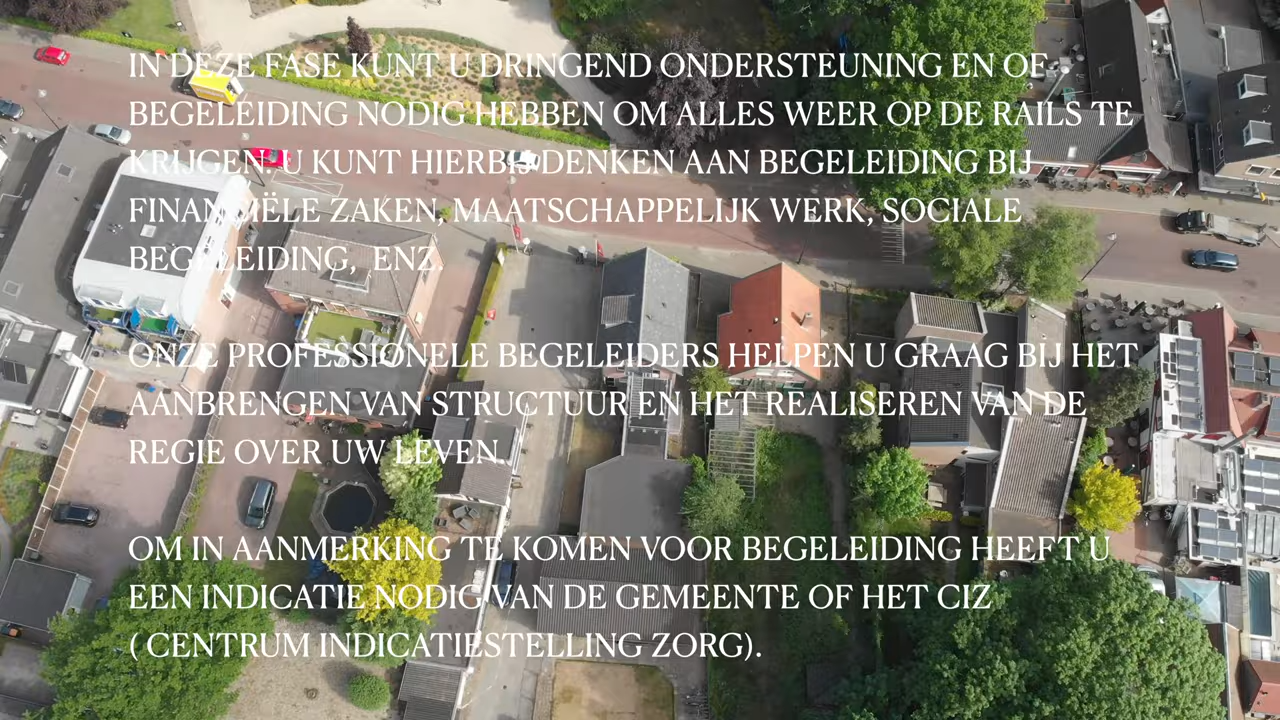 IN DEZE FASE KUNT U DRINGEND ONDERSTEUNING EN OF
BEGELEIDING NODIG HEBBEN OM ALLES WEER OP DE RAILS TE
KRIJGEN. U KUNT HIERBIJ DENKEN AAN BEGELEIDING BIJ
FINANCIËLE ZAKEN, MAATSCHAPPELIJK WERK, SOCIALE
BEGELEIDING, ENZ.
ONZE PROFESSIONELE BEGELEIDERS HELPEN U GRAAG BIJ HET
AANBRENGEN VAN STRUCTUUR EN HET REALISEREN VAN DE
REGIE OVER UW LEVEN.
OM IN AANMERKING TE KOMEN VOOR BEGELEIDING HEEFT U
EEN INDICATIE NODIG VAN DE GEMEENTE OF HET CIZ
( CENTRUM INDICATIESTELLING ZORG).